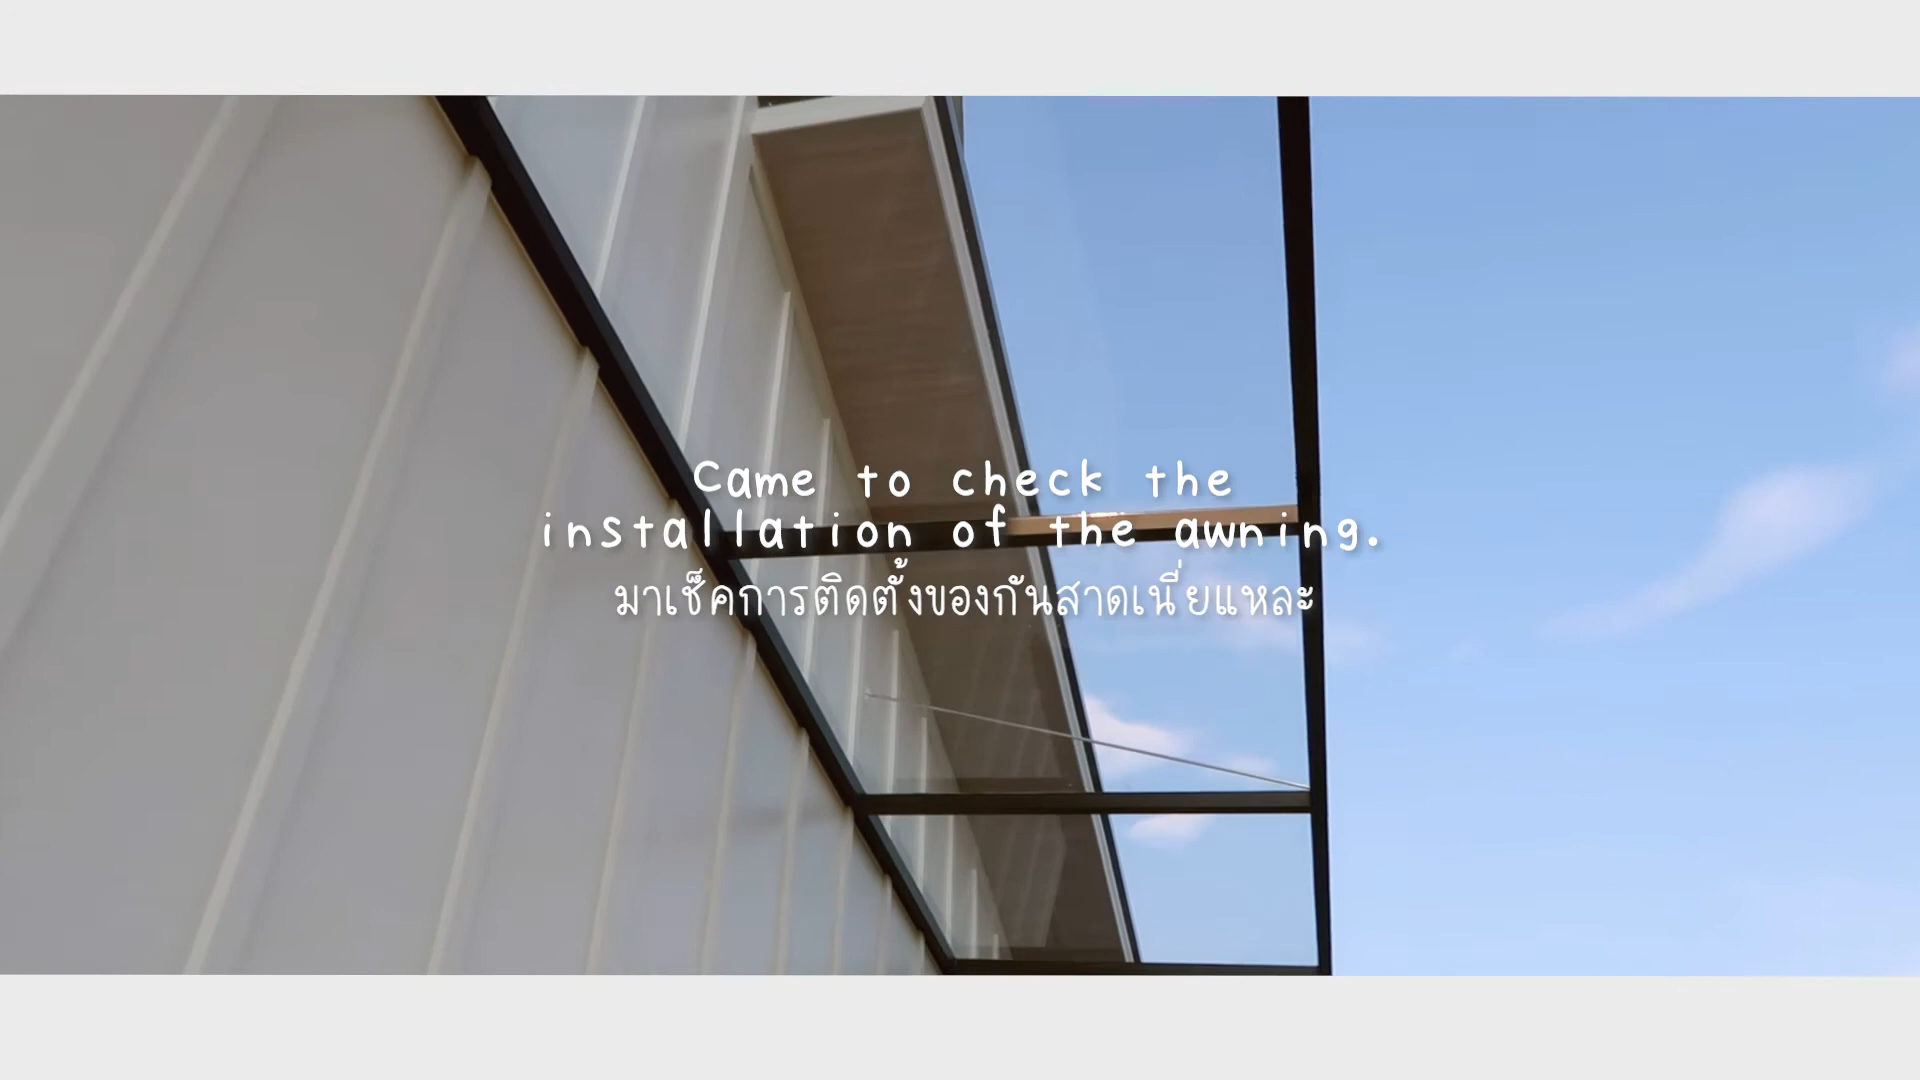 Came to check the
installation of the awning.
มาเช็คการติดตั้งของกันสาดเนี่ยแหละ